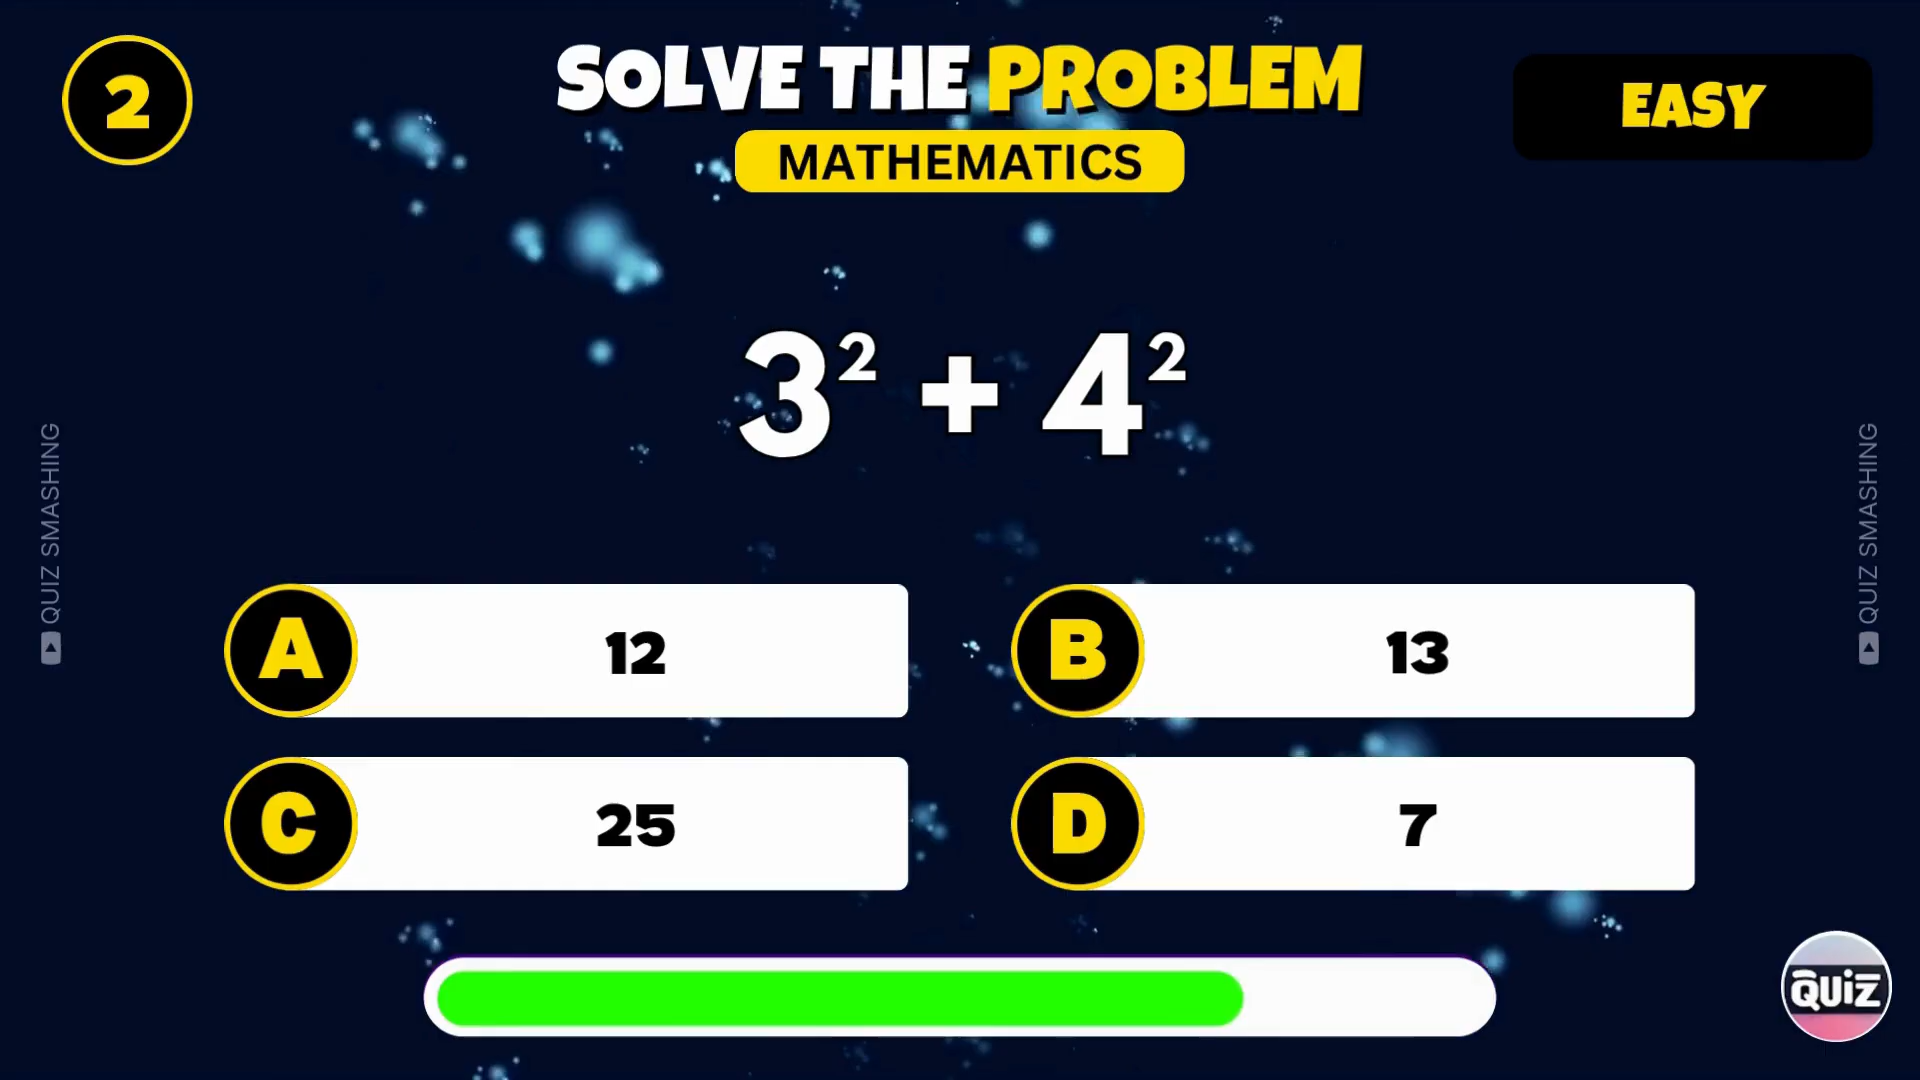 2
SOLVE THE PROBLEM
EASY
MATHEMATICS
3² + 4²
QUIZ SMASHING
QUIZ SMASHING
A 12
B 13
C 25
D 7
QUIZ